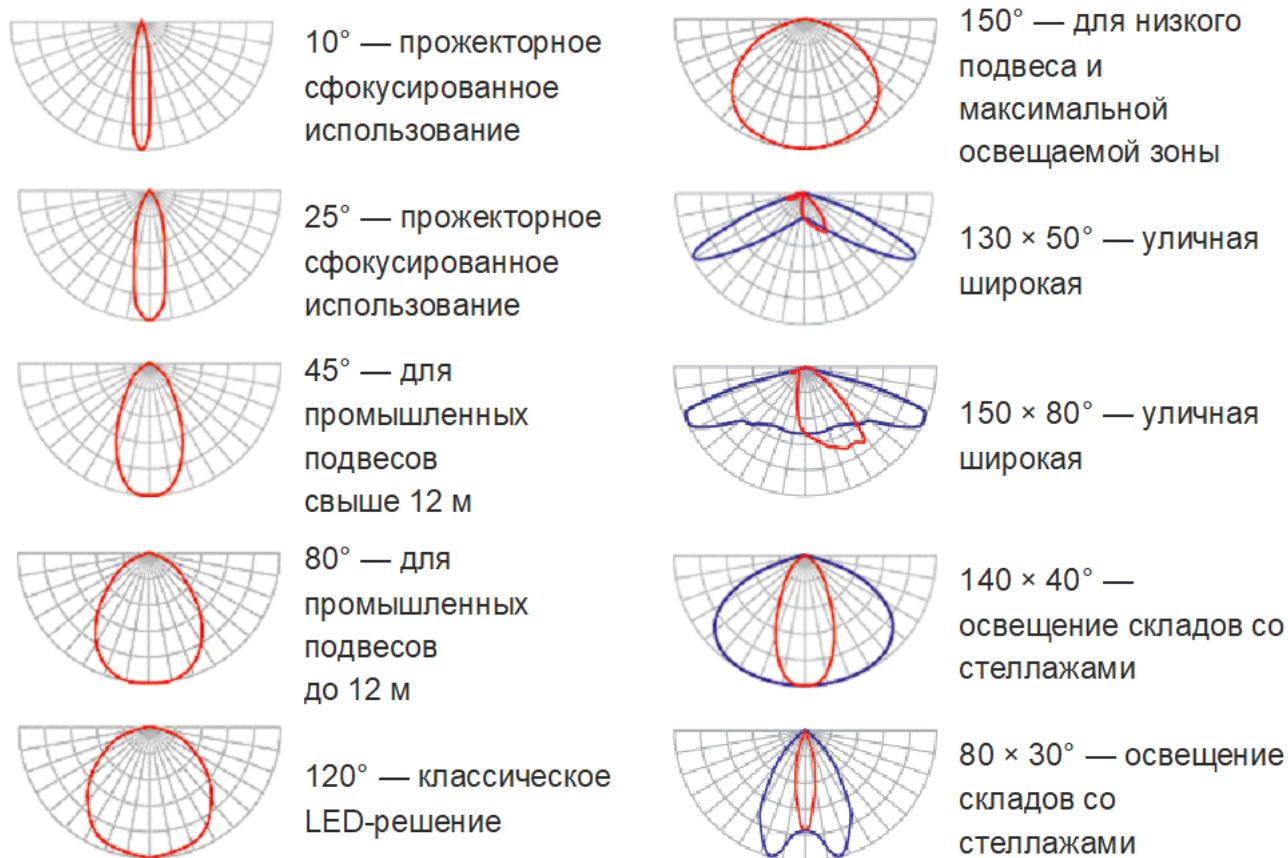 10° — прожекторное
сфокусированное
использование
25° — прожекторное
сфокусированное
использование
45° — для
промышленных
подвесов
свыше 12 м
80° — для
промышленных
подвесов
до 12 м
120° — классическое
LED-решение
150° — для низкого
подвеса и
максимальной
освещаемой зоны
130 × 50° — уличная
широкая
150 × 80° — уличная
широкая
140 × 40° —
освещение складов со
стеллажами
80 × 30° — освещение
складов со
стеллажами